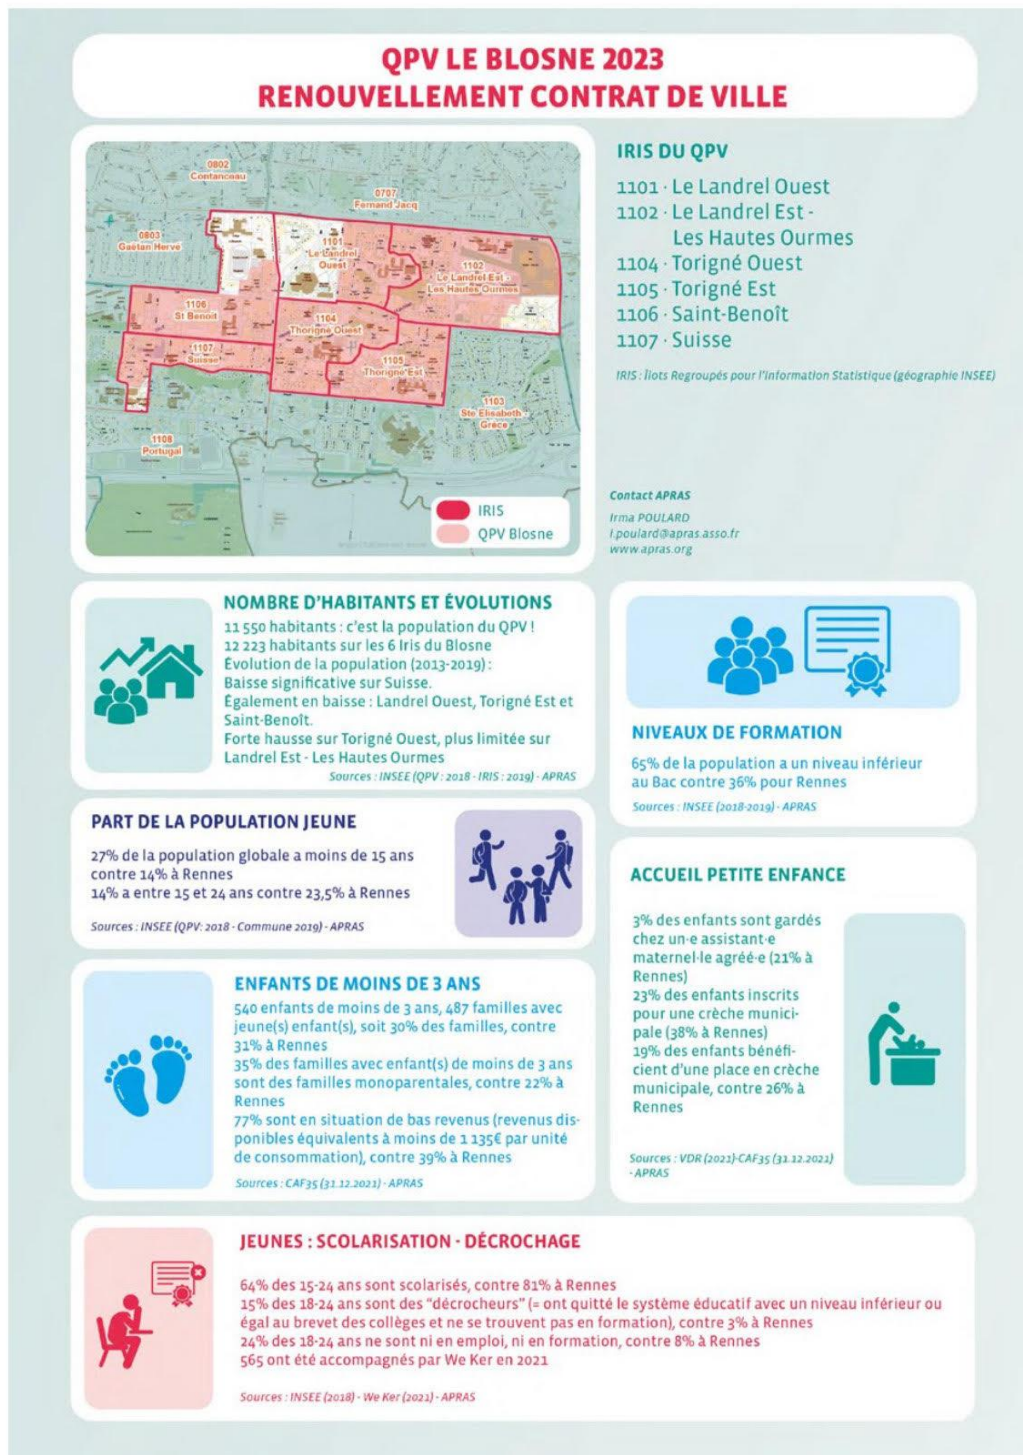 QPV LE BLOSNE 2023
RENOUVELLEMENT CONTRAT DE VILLE
0802
Contanceau
0707
Fernand Jacq
0803
Gaëtan Hervé
1101
Le Landrel
Ouest
1102
Le Landrel Est -
Les Hautes Ourmes
1106
St Benoit
1104
Thorigné Ouest
1107
Suisse
1105
Thorigné Est
1103
Ste Elisabeth -
Grèce
1108
Portugal
IRIS
QPV Blosne
IRIS DU QPV
1101 · Le Landrel Ouest
1102 · Le Landrel Est -
Les Hautes Ourmes
1104 · Torigné Ouest
1105 · Torigné Est
1106 · Saint-Benoît
1107 · Suisse
IRIS : Îlots Regroupés pour l'Information Statistique (géographie INSEE)
Contact APRAS
Irma POULARD
i.poulard@apras.asso.fr
www.apras.org
NOMBRE D'HABITANTS ET ÉVOLUTIONS
11 550 habitants : c'est la population du QPV !
12 223 habitants sur les 6 Iris du Blosne
Évolution de la population (2013-2019) :
Baisse significative sur Suisse.
Également en baisse : Landrel Ouest, Torigné Est et
Saint-Benoît.
Forte hausse sur Torigné Ouest, plus limitée sur
Landrel Est - Les Hautes Ourmes
Sources : INSEE (QPV : 2018 - IRIS : 2019) - APRAS
NIVEAUX DE FORMATION
65% de la population a un niveau inférieur
au Bac contre 36% pour Rennes
Sources : INSEE (2018-2019) - APRAS
PART DE LA POPULATION JEUNE
27% de la population globale a moins de 15 ans
contre 14% à Rennes
14% a entre 15 et 24 ans contre 23,5% à Rennes
Sources : INSEE (QPV: 2018 - Commune 2019) - APRAS
ACCUEIL PETITE ENFANCE
3% des enfants sont gardés
chez un·e assistant·e
maternel·le agréé·e (21% à
Rennes)
23% des enfants inscrits
pour une crèche munici-
pale (38% à Rennes)
19% des enfants bénéfi-
cient d'une place en crèche
municipale, contre 26% à
Rennes
Sources : VDR (2021)-CAF35 (31.12.2021)
- APRAS
ENFANTS DE MOINS DE 3 ANS
540 enfants de moins de 3 ans, 487 familles avec
jeune(s) enfant(s), soit 30% des familles, contre
31% à Rennes
35% des familles avec enfant(s) de moins de 3 ans
sont des familles monoparentales, contre 22% à
Rennes
77% sont en situation de bas revenus (revenus dis-
ponibles équivalents à moins de 1 135€ par unité
de consommation), contre 39% à Rennes
Sources : CAF35 (31.12.2021) - APRAS
JEUNES : SCOLARISATION - DÉCROCHAGE
64% des 15-24 ans sont scolarisés, contre 81% à Rennes
15% des 18-24 ans sont des "décrocheurs" (= ont quitté le système éducatif avec un niveau inférieur ou
égal au brevet des collèges et ne se trouvent pas en formation), contre 3% à Rennes
24% des 18-24 ans ne sont ni en emploi, ni en formation, contre 8% à Rennes
565 ont été accompagnés par We Ker en 2021
Sources : INSEE (2018) - We Ker (2021) - APRAS